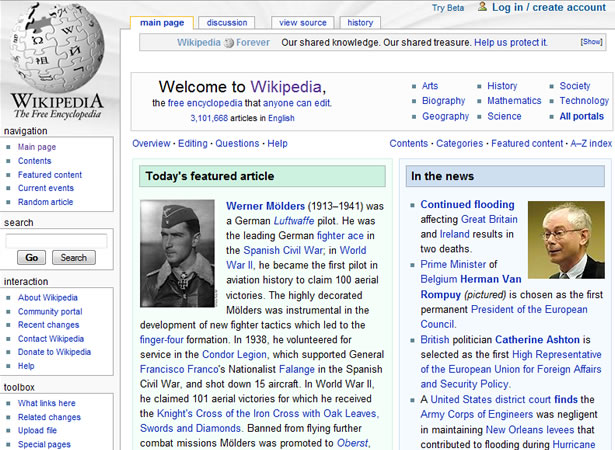 Try Beta Log in / create account
main page discussion view source history
Wikipedia Forever Our shared knowledge. Our shared treasure. Help us protect it. [Show]
WIKIPEDIA
The Free Encyclopedia
navigation
Main page
Contents
Featured content
Current events
Random article
search
Go Search
interaction
About Wikipedia
Community portal
Recent changes
Contact Wikipedia
Donate to Wikipedia
Help
toolbox
What links here
Related changes
Upload file
Special pages
Welcome to Wikipedia,
the free encyclopedia that anyone can edit.
3,101,668 articles in English
Arts
Biography
Geography
History
Mathematics
Science
Society
Technology
All portals
Overview · Editing · Questions · Help
Contents · Categories · Featured content · A–Z index
Today's featured article
Werner Mölders (1913–1941) was
a German Luftwaffe pilot. He was
the leading German fighter ace in
the Spanish Civil War; in World
War II, he became the first pilot in
aviation history to claim 100 aerial
victories. The highly decorated
Mölders was instrumental in the
development of new fighter tactics which led to the
finger-four formation. In 1938, he volunteered for
service in the Condor Legion, which supported General
Francisco Franco's Nationalist Falange in the Spanish
Civil War, and shot down 15 aircraft. In World War II,
he claimed 101 aerial victories for which he received
the Knight's Cross of the Iron Cross with Oak Leaves,
Swords and Diamonds. Banned from flying further
combat missions Mölders was promoted to Oberst,
In the news
Continued flooding
affecting Great Britain
and Ireland results in
two deaths.
Prime Minister of
Belgium Herman Van
Rompuy (pictured) is chosen as the first
permanent President of the European
Council.
British politician Catherine Ashton is
selected as the first High Representative
of the European Union for Foreign Affairs
and Security Policy.
A United States district court finds the
Army Corps of Engineers was negligent
in maintaining New Orleans levees that
contributed to flooding during Hurricane